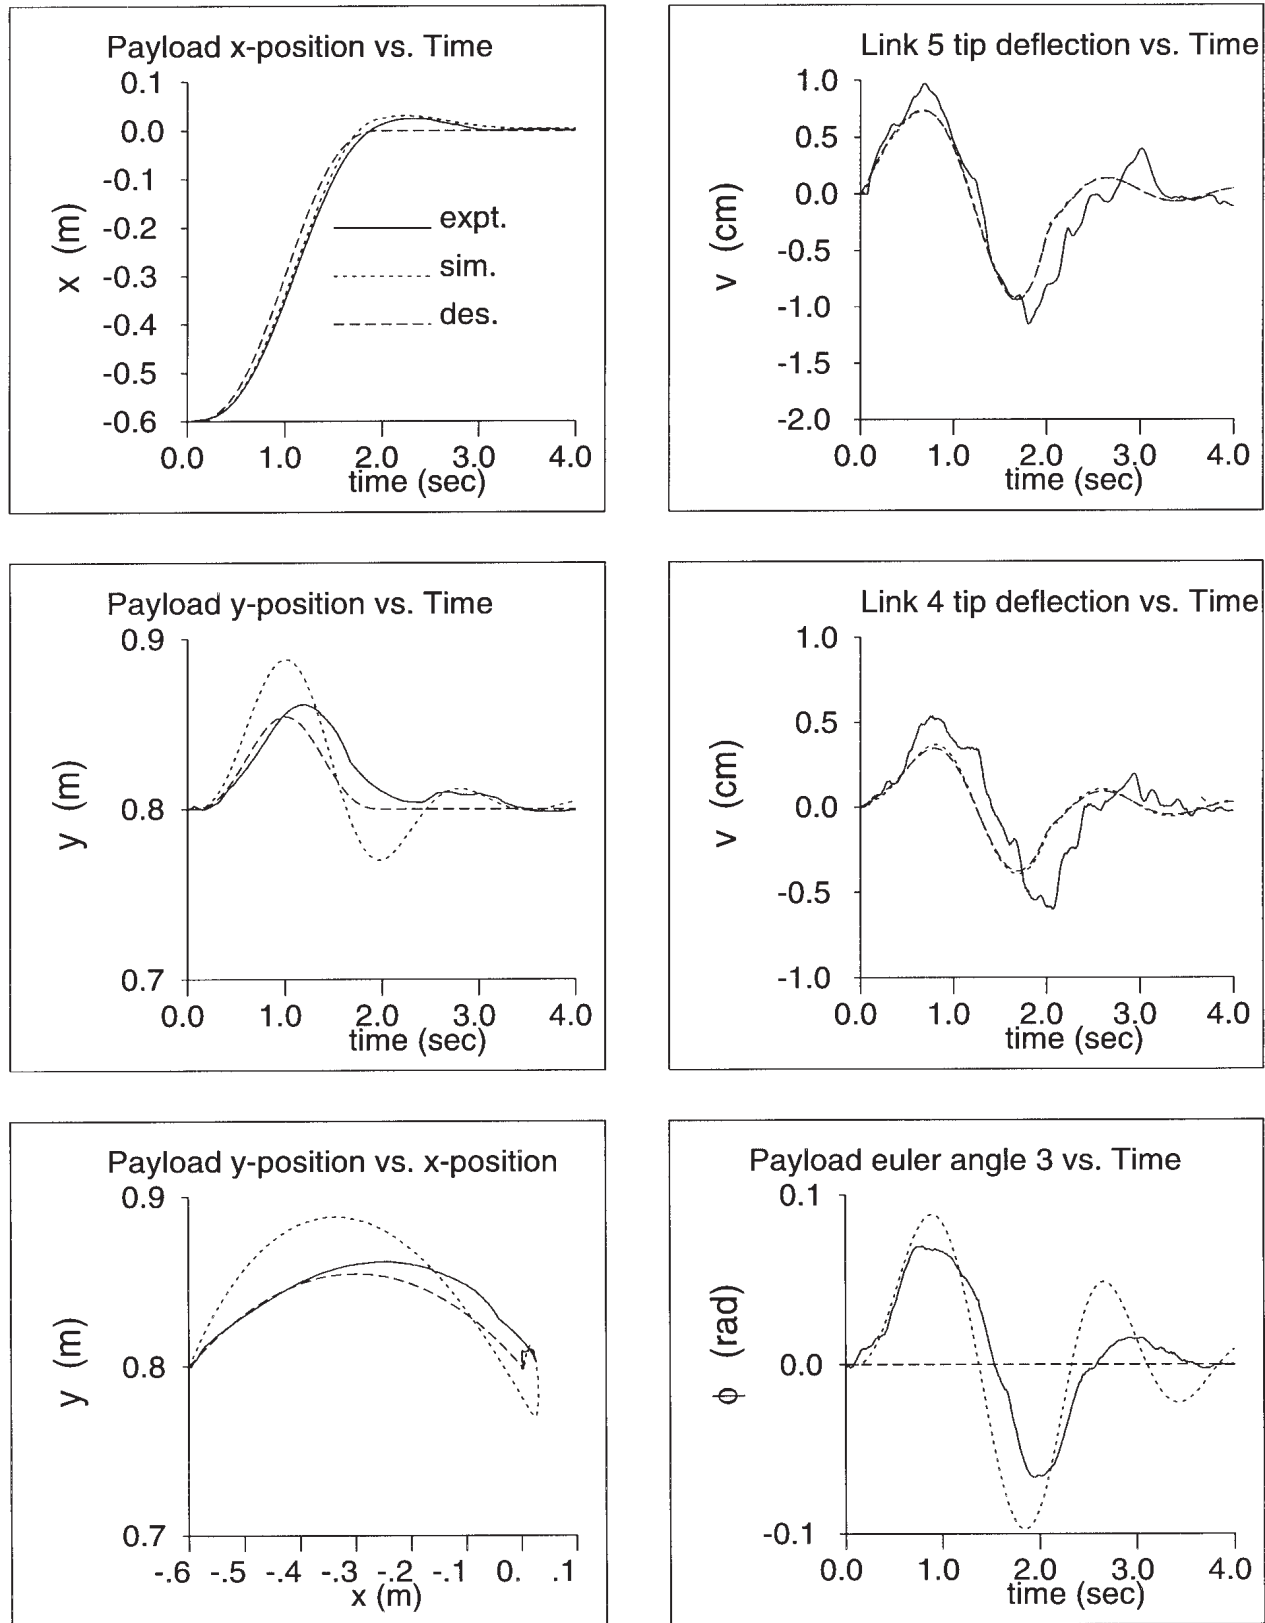 Payload x-position vs. Time
0.1
0.0
-0.1
-0.2
-0.3
-0.4
-0.5
-0.6
x (m)
expt.
sim.
des.
0.0 1.0 2.0 3.0 4.0
time (sec)
Link 5 tip deflection vs. Time
1.0
0.5
0.0
-0.5
-1.0
-1.5
-2.0
v (cm)
0.0 1.0 2.0 3.0 4.0
time (sec)
Payload y-position vs. Time
0.9
0.8
0.7
y (m)
0.0 1.0 2.0 3.0 4.0
time (sec)
Link 4 tip deflection vs. Time
1.0
0.5
0.0
-0.5
-1.0
v (cm)
0.0 1.0 2.0 3.0 4.0
time (sec)
Payload y-position vs. x-position
0.9
0.8
0.7
y (m)
-.6 -.5 -.4 -.3 -.2 -.1 0. .1
x (m)
Payload euler angle 3 vs. Time
0.1
0.0
-0.1
ϕ (rad)
0.0 1.0 2.0 3.0 4.0
time (sec)